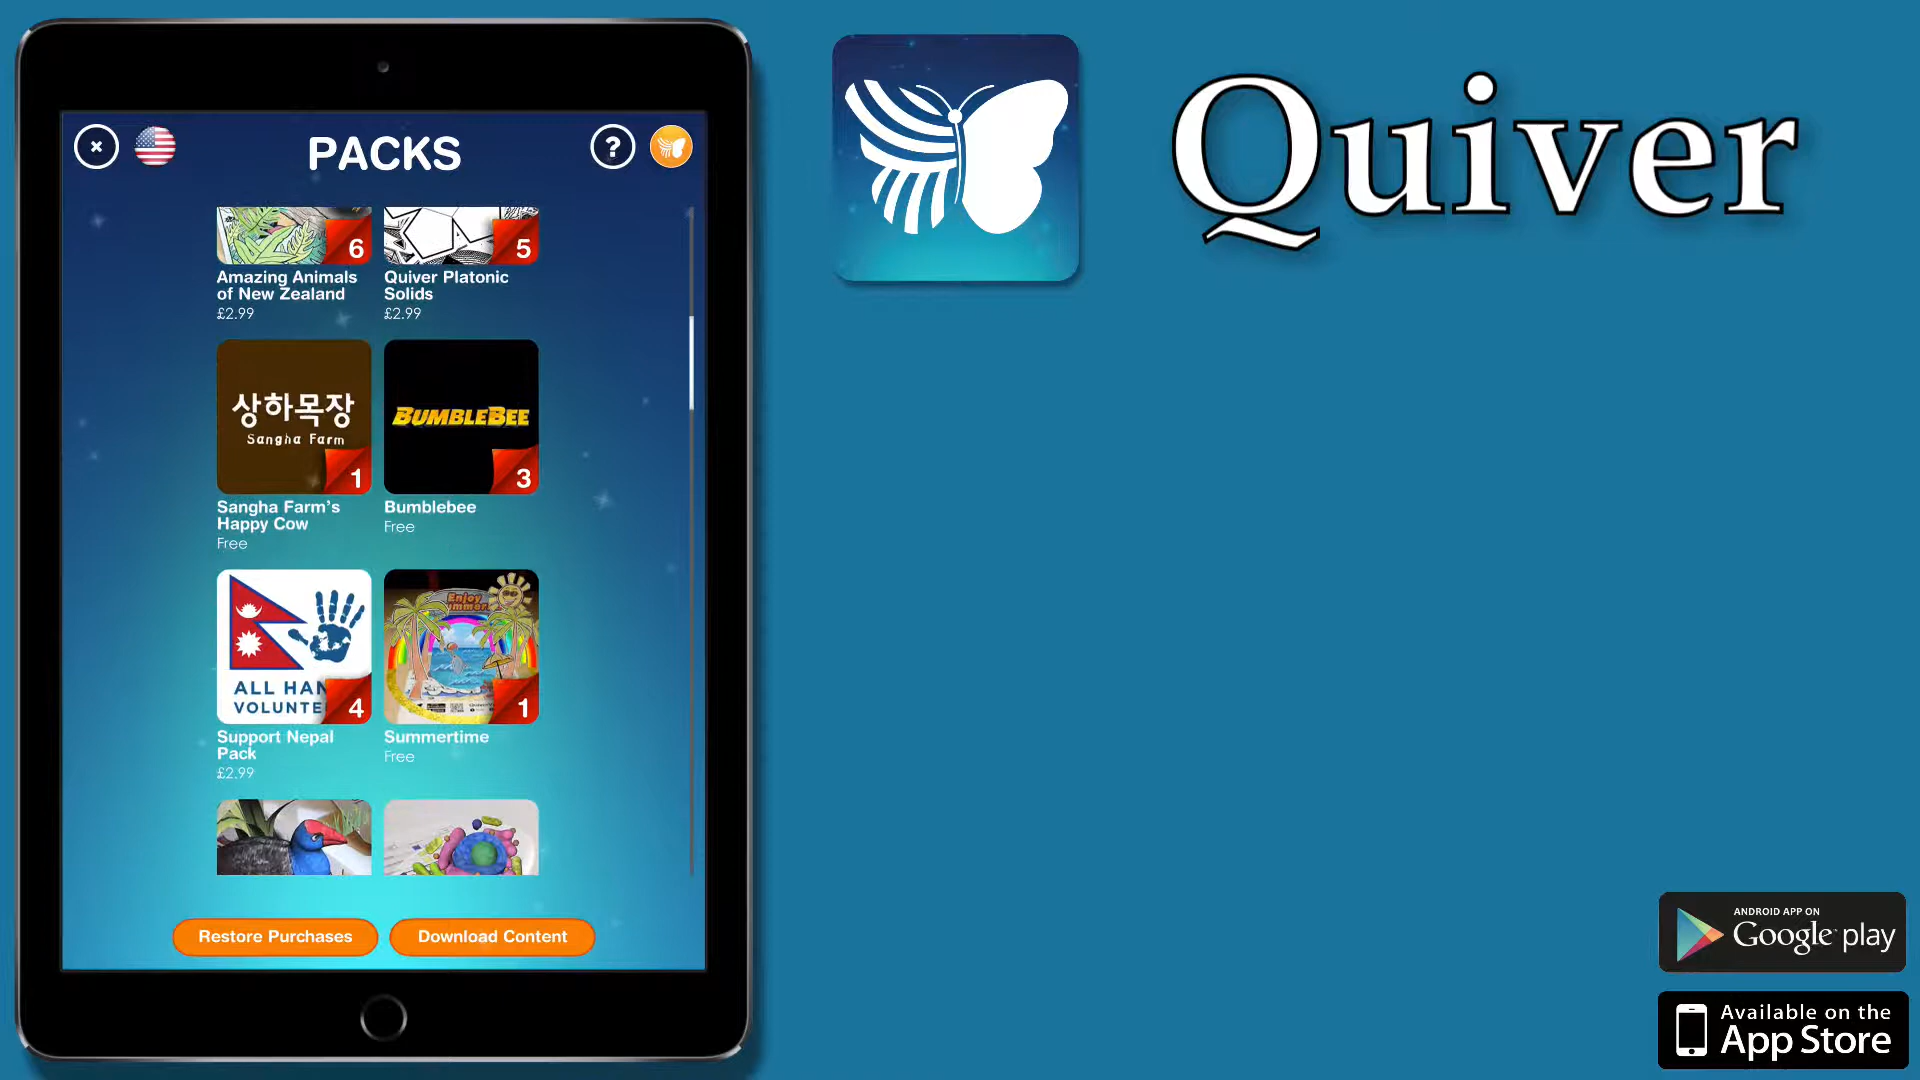 Quiver
PACKS
?
6
5
Amazing Animals
of New Zealand
£2.99
Quiver Platonic
Solids
£2.99
상하목장
Sangha Farm
1
BUMBLEBEE
3
Sangha Farm's
Happy Cow
Free
Bumblebee
Free
ALL HAN
VOLUNTE
4
Enjoy
1
Support Nepal
Pack
£2.99
Summertime
Free
Restore Purchases
Download Content
ANDROID APP ON
Google play
Available on the
App Store